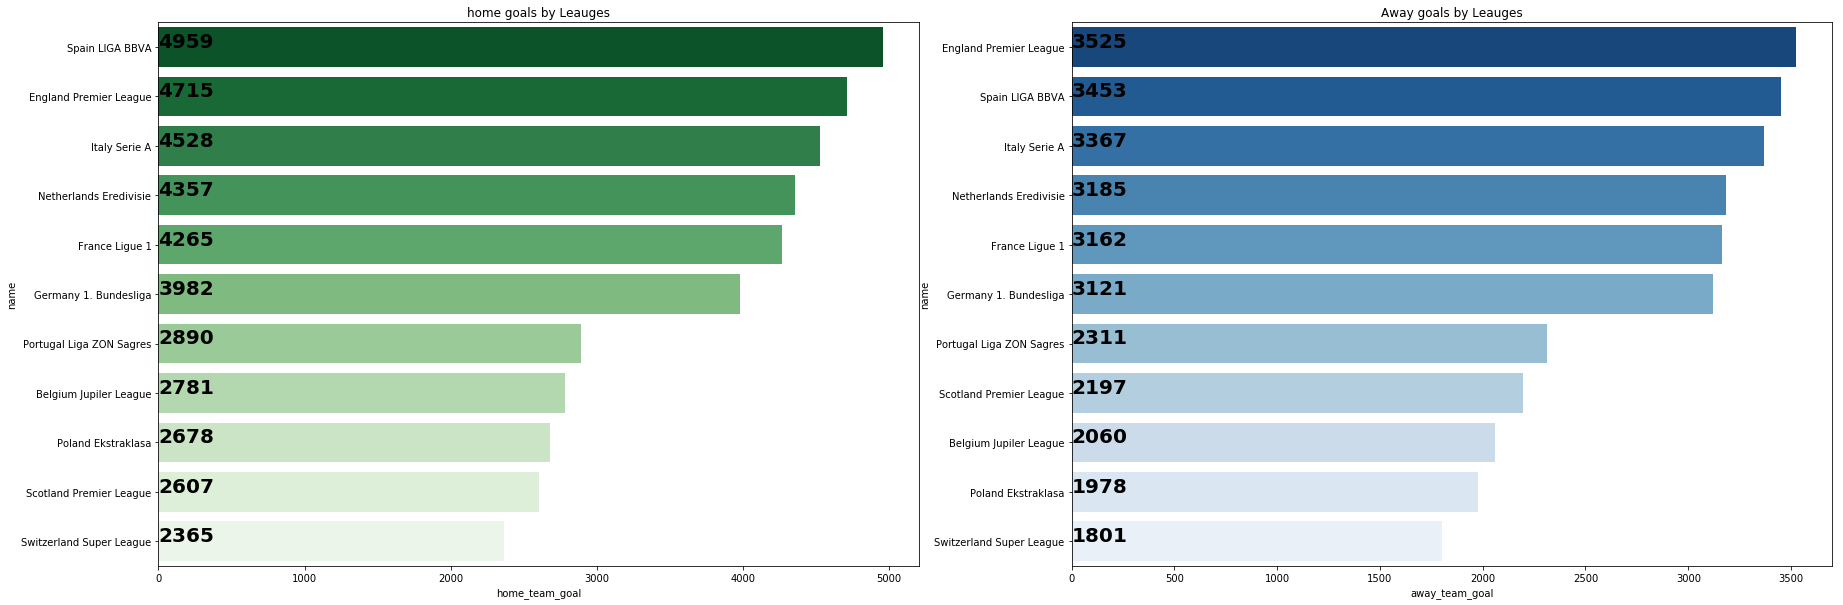 home goals by Leauges
name
Spain LIGA BBVA 4959
England Premier League 4715
Italy Serie A 4528
Netherlands Eredivisie 4357
France Ligue 1 4265
Germany 1. Bundesliga 3982
Portugal Liga ZON Sagres 2890
Belgium Jupiler League 2781
Poland Ekstraklasa 2678
Scotland Premier League 2607
Switzerland Super League 2365
0 1000 2000 3000 4000 5000
home_team_goal
Away goals by Leauges
name
England Premier League 3525
Spain LIGA BBVA 3453
Italy Serie A 3367
Netherlands Eredivisie 3185
France Ligue 1 3162
Germany 1. Bundesliga 3121
Portugal Liga ZON Sagres 2311
Scotland Premier League 2197
Belgium Jupiler League 2060
Poland Ekstraklasa 1978
Switzerland Super League 1801
0 500 1000 1500 2000 2500 3000 3500
away_team_goal